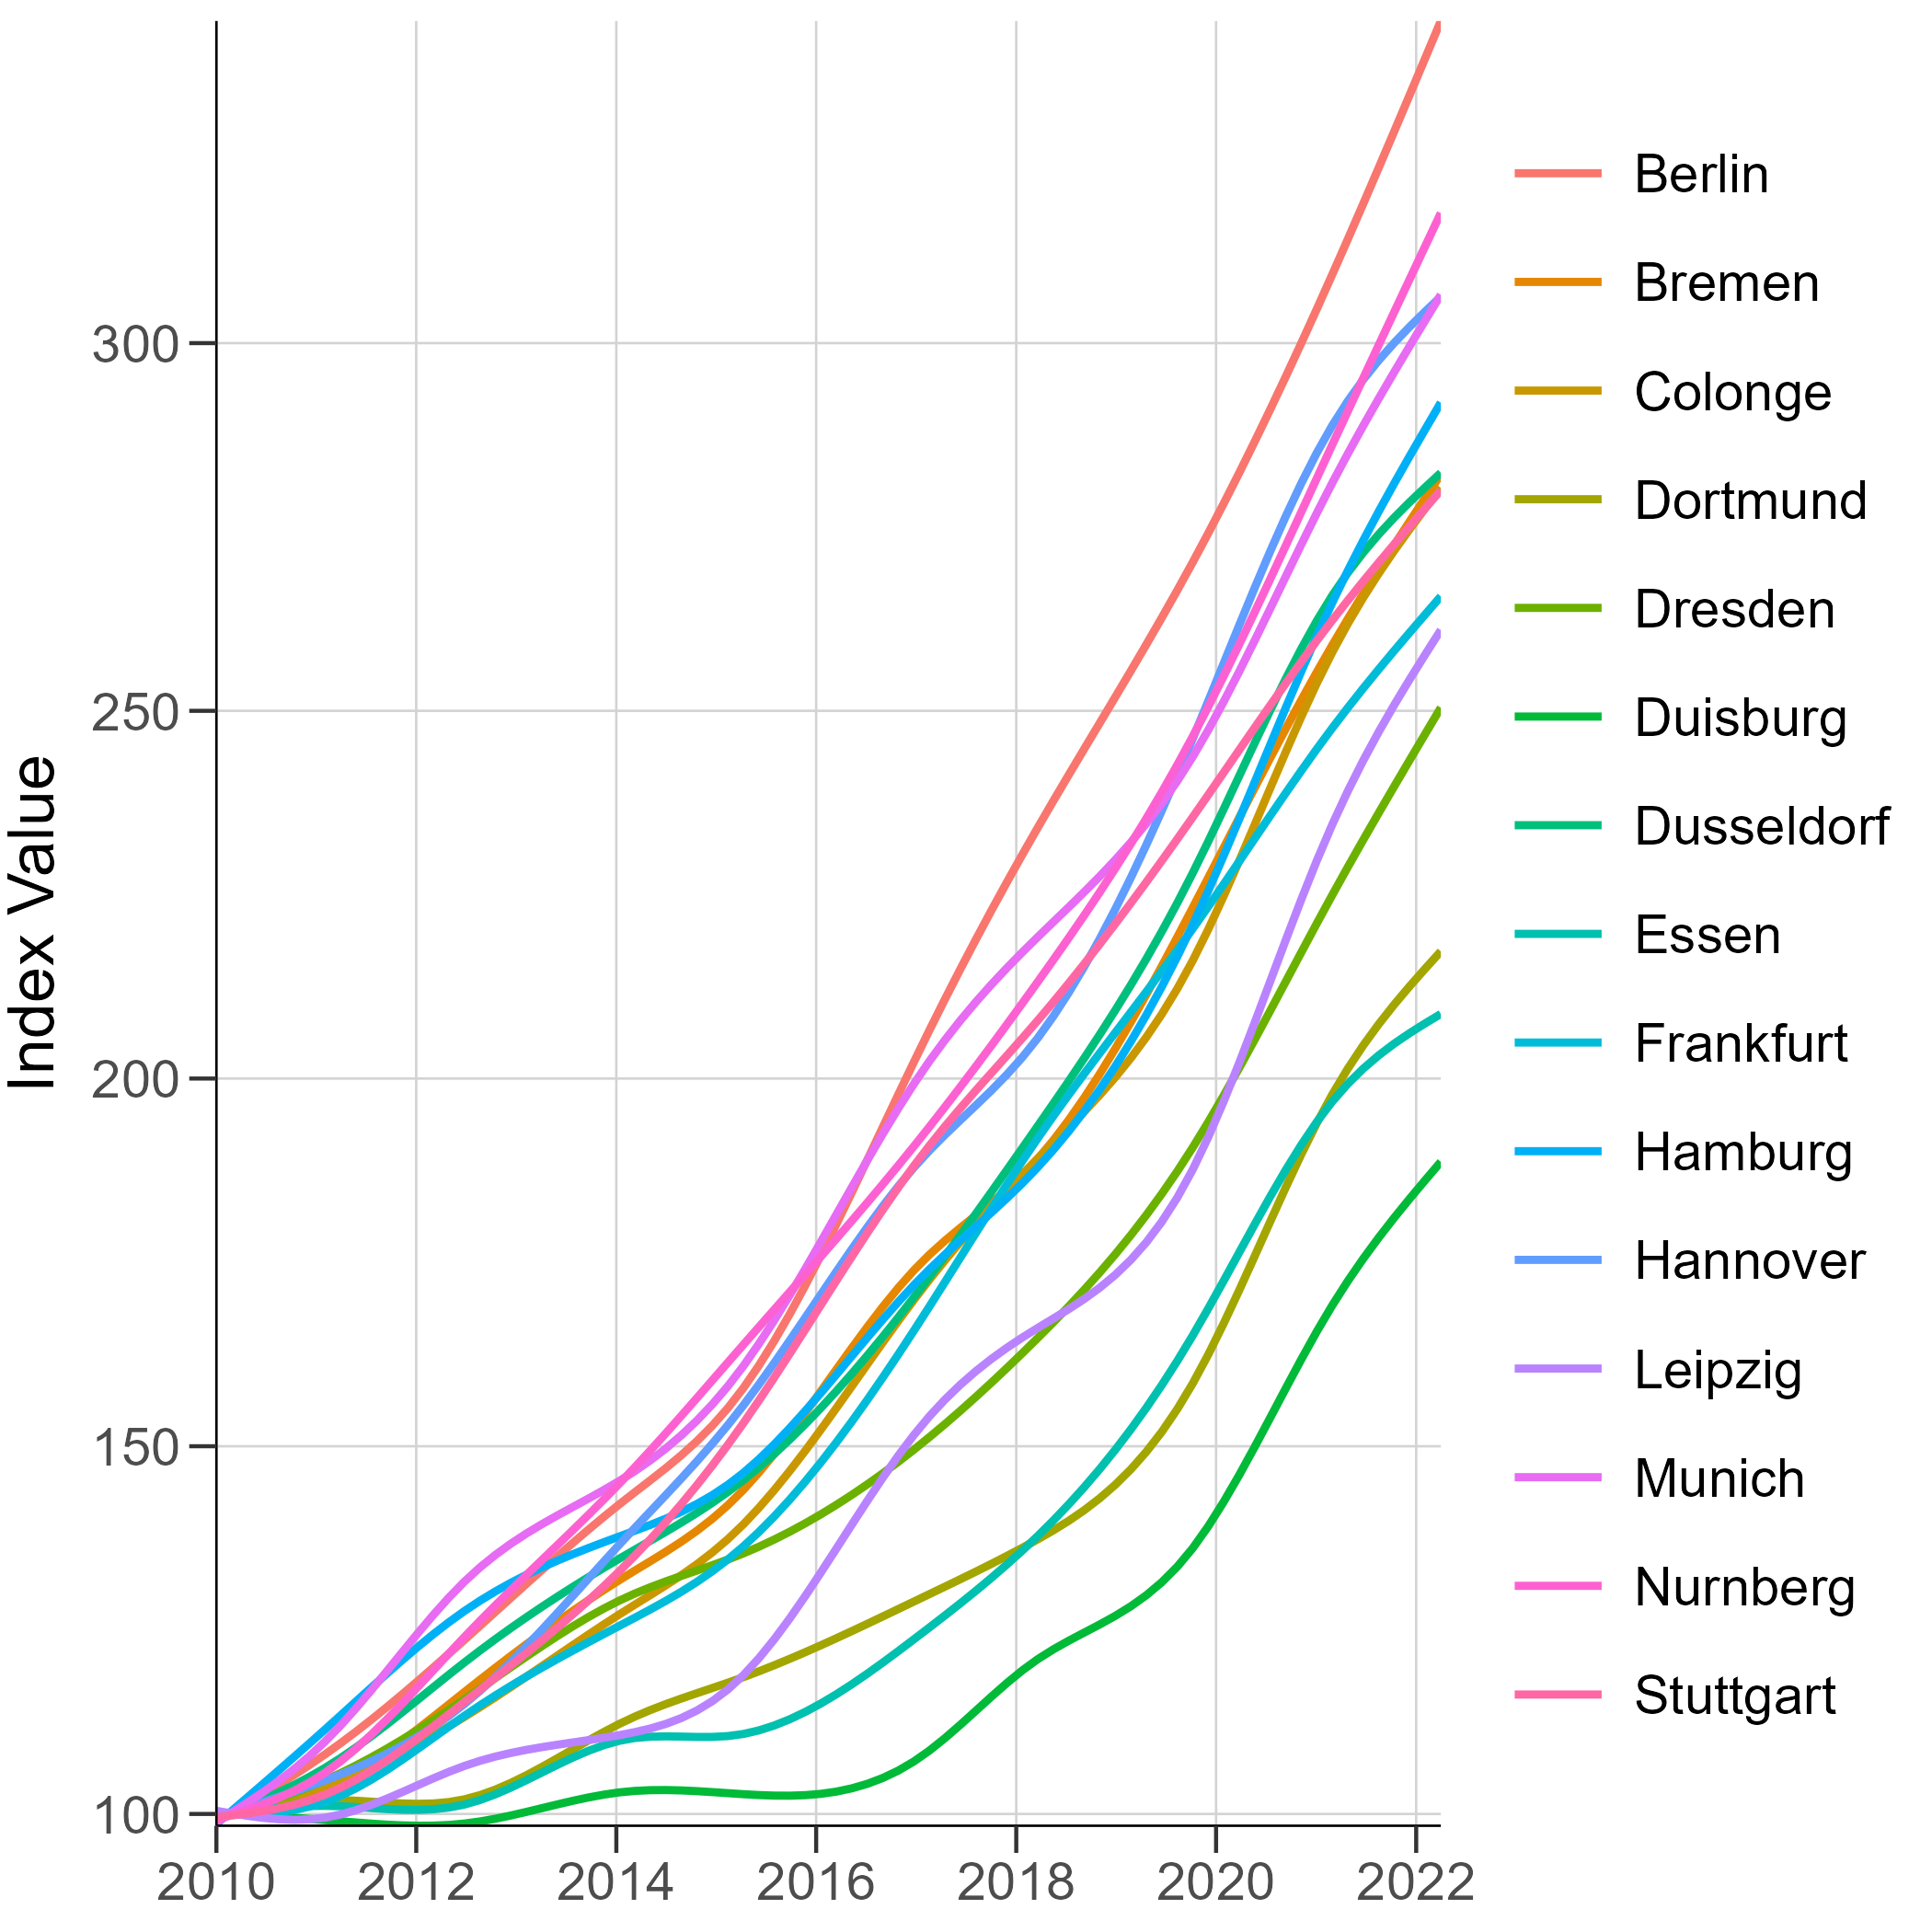 Index Value
300
250
200
150
100
2010 2012 2014 2016 2018 2020 2022
Berlin
Bremen
Colonge
Dortmund
Dresden
Duisburg
Dusseldorf
Essen
Frankfurt
Hamburg
Hannover
Leipzig
Munich
Nurnberg
Stuttgart